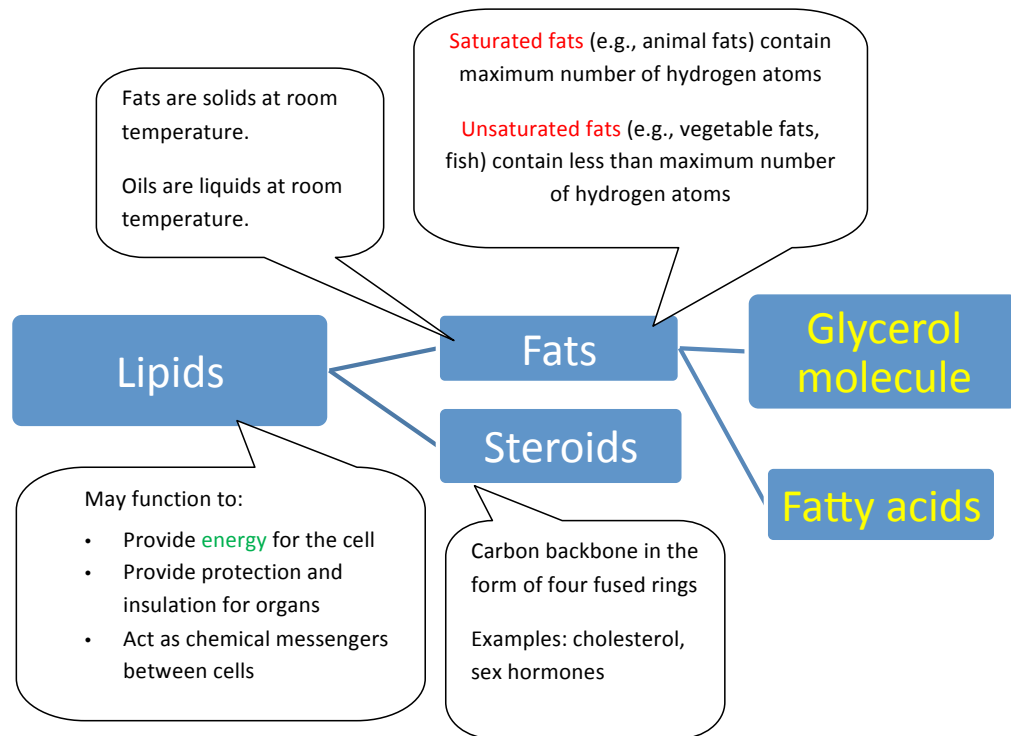 Saturated fats (e.g., animal fats) contain
maximum number of hydrogen atoms
Unsaturated fats (e.g., vegetable fats,
fish) contain less than maximum number
of hydrogen atoms
Fats are solids at room
temperature.
Oils are liquids at room
temperature.
Lipids
Fats
Steroids
Glycerol
molecule
Fatty acids
May function to:
• Provide energy for the cell
• Provide protection and
insulation for organs
• Act as chemical messengers
between cells
Carbon backbone in the
form of four fused rings
Examples: cholesterol,
sex hormones